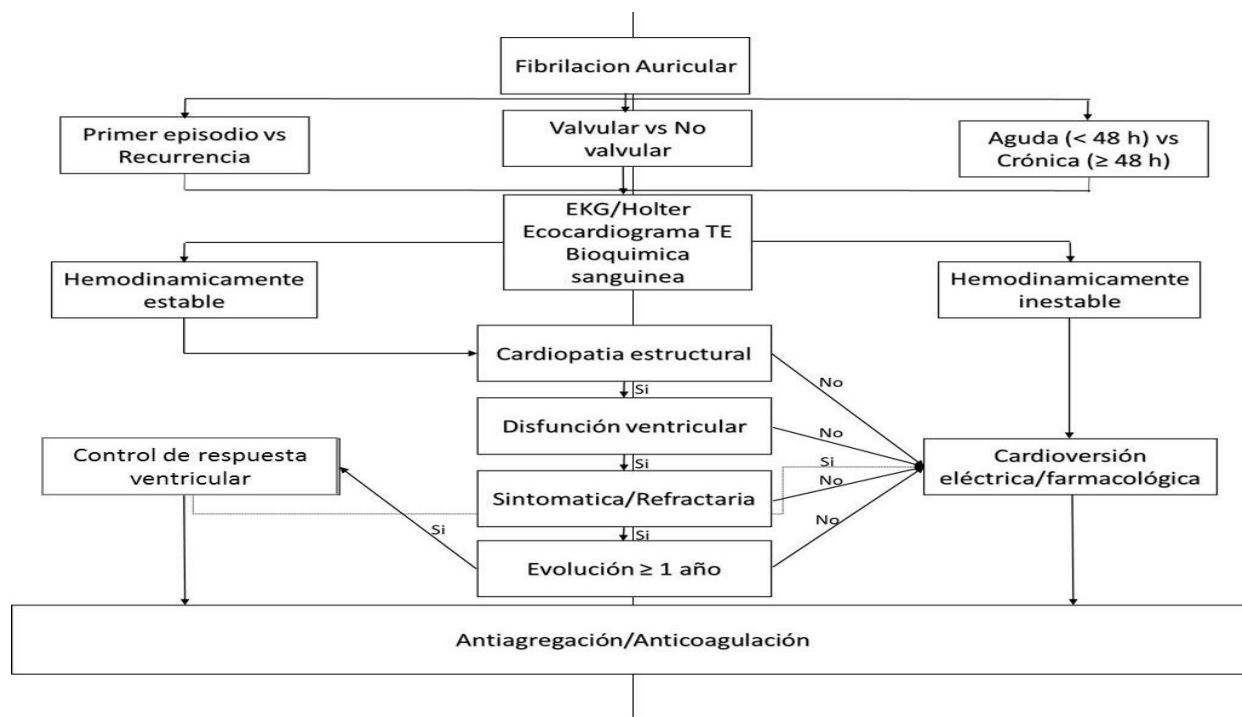 Fibrilacion Auricular
Primer episodio vs
Recurrencia
Valvular vs No
valvular
Aguda (< 48 h) vs
Crónica (≥ 48 h)
EKG/Holter
Ecocardiograma TE
Bioquimica
sanguinea
Hemodinamicamente
estable
Hemodinamicamente
inestable
Cardiopatia estructural
No
Si
Disfunción ventricular
No
Si
Si
Control de respuesta
ventricular
Cardioversión
eléctrica/farmacológica
Sintomatica/Refractaria
No
No
Si
Si
Evolución ≥ 1 año
Antiagregación/Anticoagulación